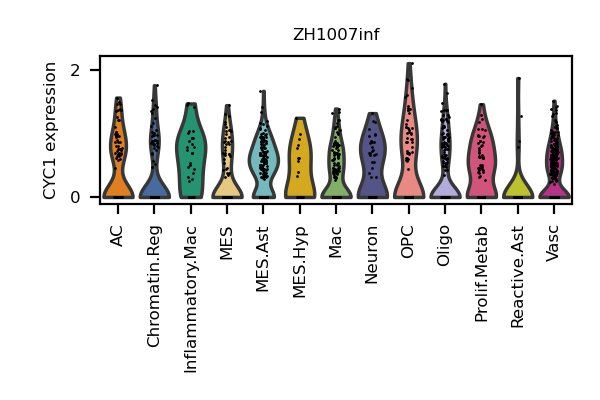 ZH1007inf
CYC1 expression
2
0
AC
Chromatin.Reg
Inflammatory.Mac
MES
MES.Ast
MES.Hyp
Mac
Neuron
OPC
Oligo
Prolif.Metab
Reactive.Ast
Vasc